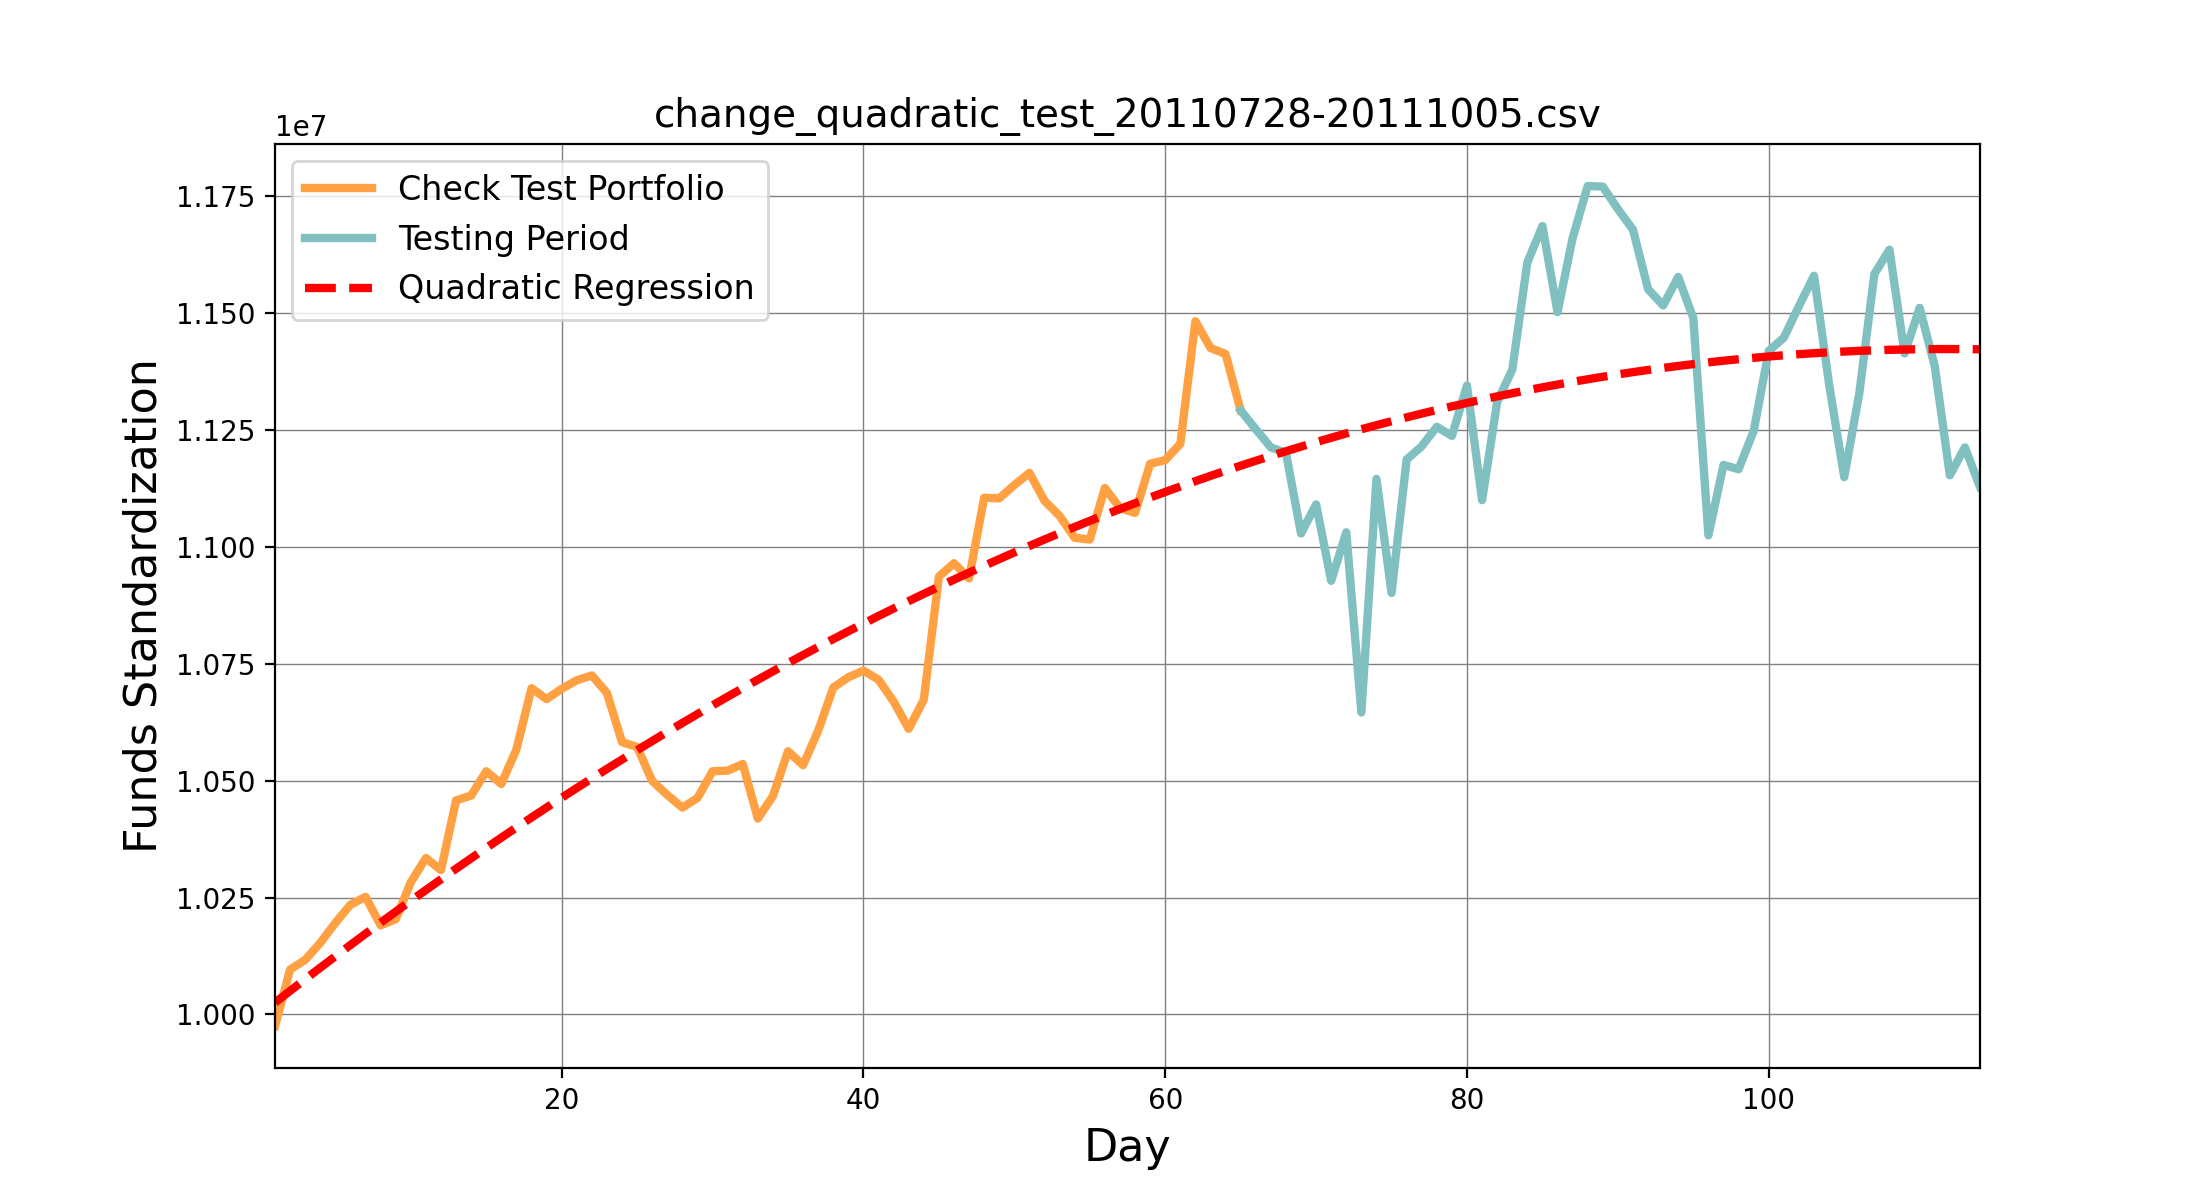 change_quadratic_test_20110728-20111005.csv
1e7
Check Test Portfolio
Testing Period
Quadratic Regression
1.175
1.150
1.125
1.100
1.075
1.050
1.025
1.000
Funds Standardization
20 40 60 80 100
Day